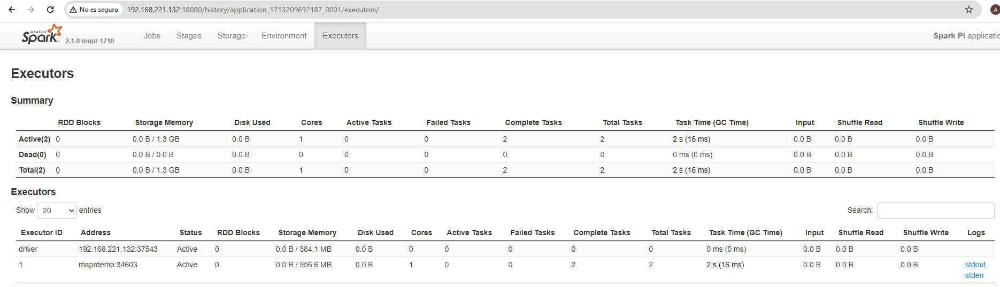 No es seguro 192.168.221.132:18080/history/application_1713209692187_0001/executors/ A
APACHE
Spark 2.1.0-mapr-1710 Jobs Stages Storage Environment Executors Spark Pi applicatio
Executors
Summary
RDD Blocks Storage Memory Disk Used Cores Active Tasks Failed Tasks Complete Tasks Total Tasks Task Time (GC Time) Input Shuffle Read Shuffle Write
Active(2) 0 0.0 B / 1.3 GB 0.0 B 1 0 0 2 2 2 s (16 ms) 0.0 B 0.0 B 0.0 B
Dead(0) 0 0.0 B / 0.0 B 0.0 B 0 0 0 0 0 0 ms (0 ms) 0.0 B 0.0 B 0.0 B
Total(2) 0 0.0 B / 1.3 GB 0.0 B 1 0 0 2 2 2 s (16 ms) 0.0 B 0.0 B 0.0 B
Executors
Show 20 entries Search:
Executor ID Address Status RDD Blocks Storage Memory Disk Used Cores Active Tasks Failed Tasks Complete Tasks Total Tasks Task Time (GC Time) Input Shuffle Read Shuffle Write Logs
driver 192.168.221.132:37543 Active 0 0.0 B / 384.1 MB 0.0 B 0 0 0 0 0 0 ms (0 ms) 0.0 B 0.0 B 0.0 B
1 maprdemo:34603 Active 0 0.0 B / 956.6 MB 0.0 B 1 0 0 2 2 2 s (16 ms) 0.0 B 0.0 B 0.0 B stdout
stderr